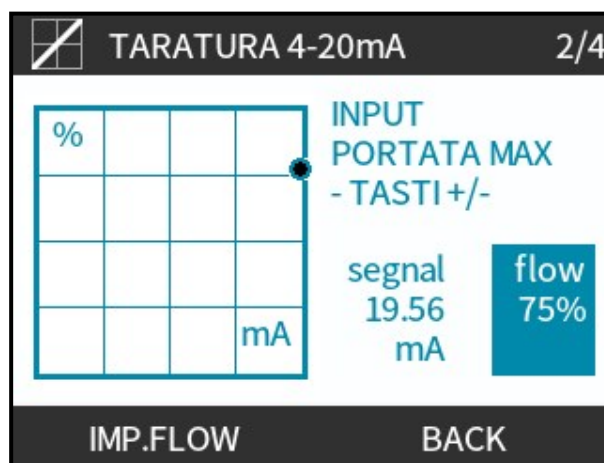 TARATURA 4-20mA 2/4
%
mA
INPUT
PORTATA MAX
- TASTI +/-
segnal
19.56
mA
flow
75%
IMP.FLOW BACK